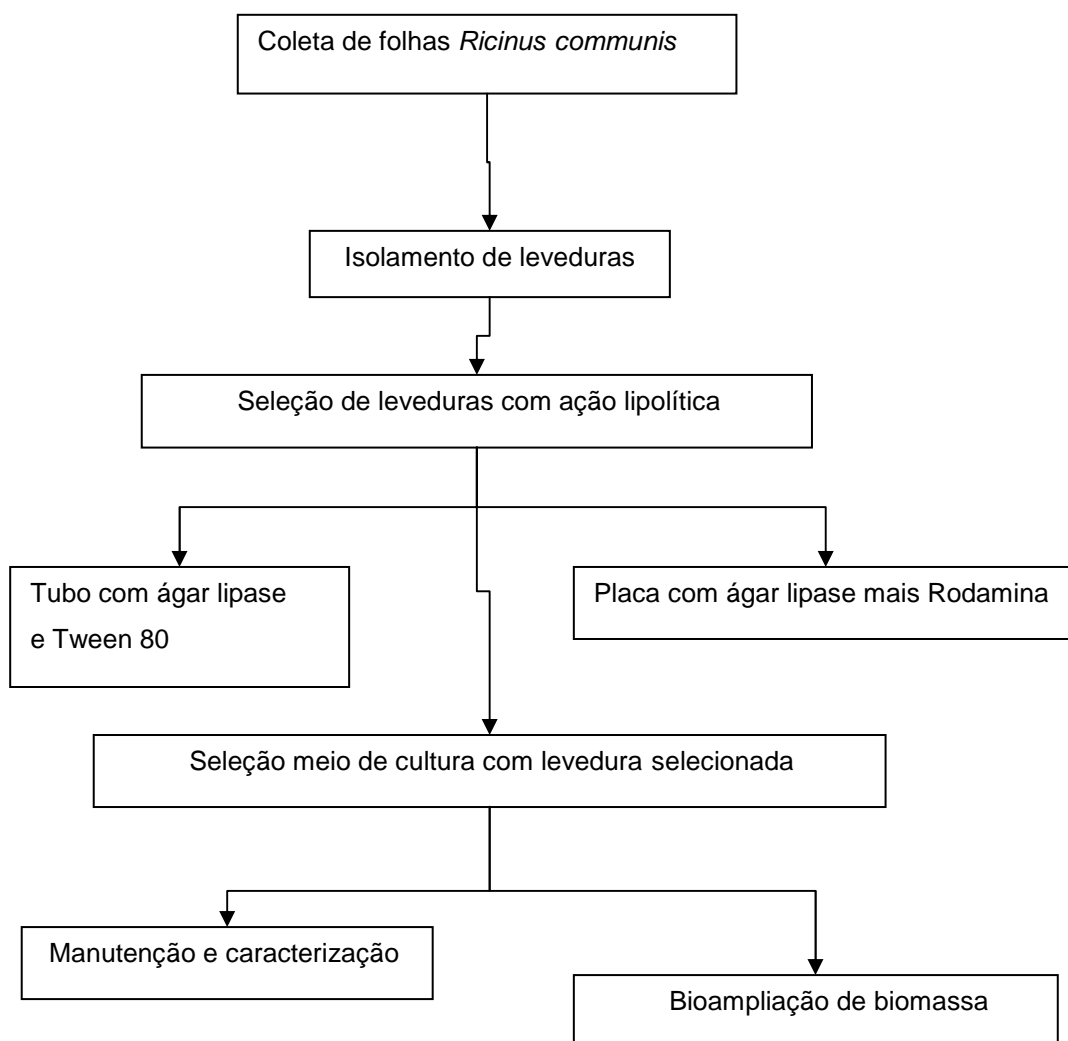 Coleta de folhas Ricinus communis
Isolamento de leveduras
Seleção de leveduras com ação lipolítica
Tubo com ágar lipase
e Tween 80
Placa com ágar lipase mais Rodamina
Seleção meio de cultura com levedura selecionada
Manutenção e caracterização
Bioampliação de biomassa